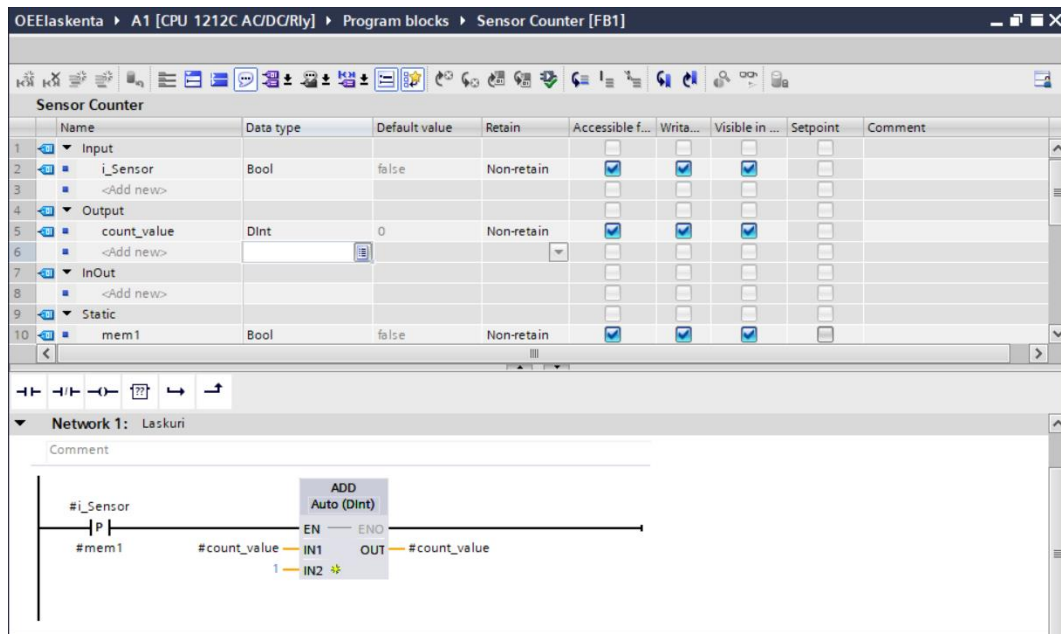 OEElaskenta ▸ A1 [CPU 1212C AC/DC/Rly] ▸ Program blocks ▸ Sensor Counter [FB1]
Sensor Counter
Name Data type Default value Retain Accessible f... Writa... Visible in ... Setpoint Comment
1 Input
2 i_Sensor Bool false Non-retain
3 <Add new>
4 Output
5 count_value DInt 0 Non-retain
6 <Add new>
7 InOut
8 <Add new>
9 Static
10 mem1 Bool false Non-retain
??
Network 1: Laskuri
Comment
ADD
#i_Sensor Auto (DInt)
P EN ENO
#mem1 #count_value IN1 OUT #count_value
1 IN2